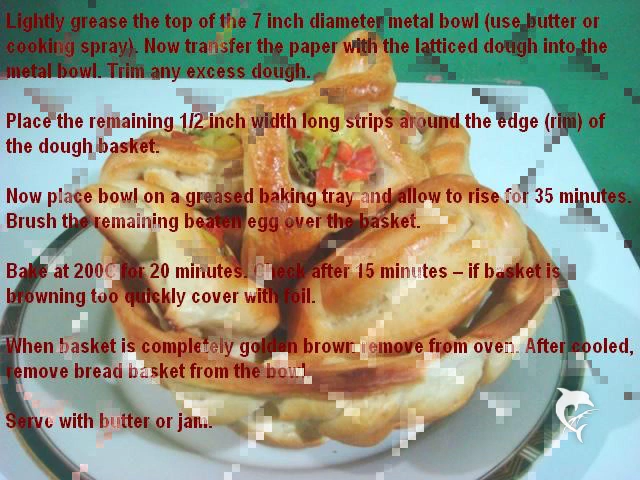 Lightly grease the top of the 7 inch diameter metal bowl (use butter or
cooking spray). Now transfer the paper with the latticed dough into the
metal bowl. Trim any excess dough.
Place the remaining 1/2 inch width long strips around the edge (rim) of
the dough basket.
Now place bowl on a greased baking tray and allow to rise for 35 minutes.
Brush the remaining beaten egg over the basket.
Bake at 200C for 20 minutes. Check after 15 minutes – if basket is
browning too quickly cover with foil.
When basket is completely golden brown remove from oven. After cooled,
remove bread basket from the bowl
Serve with butter or jam.